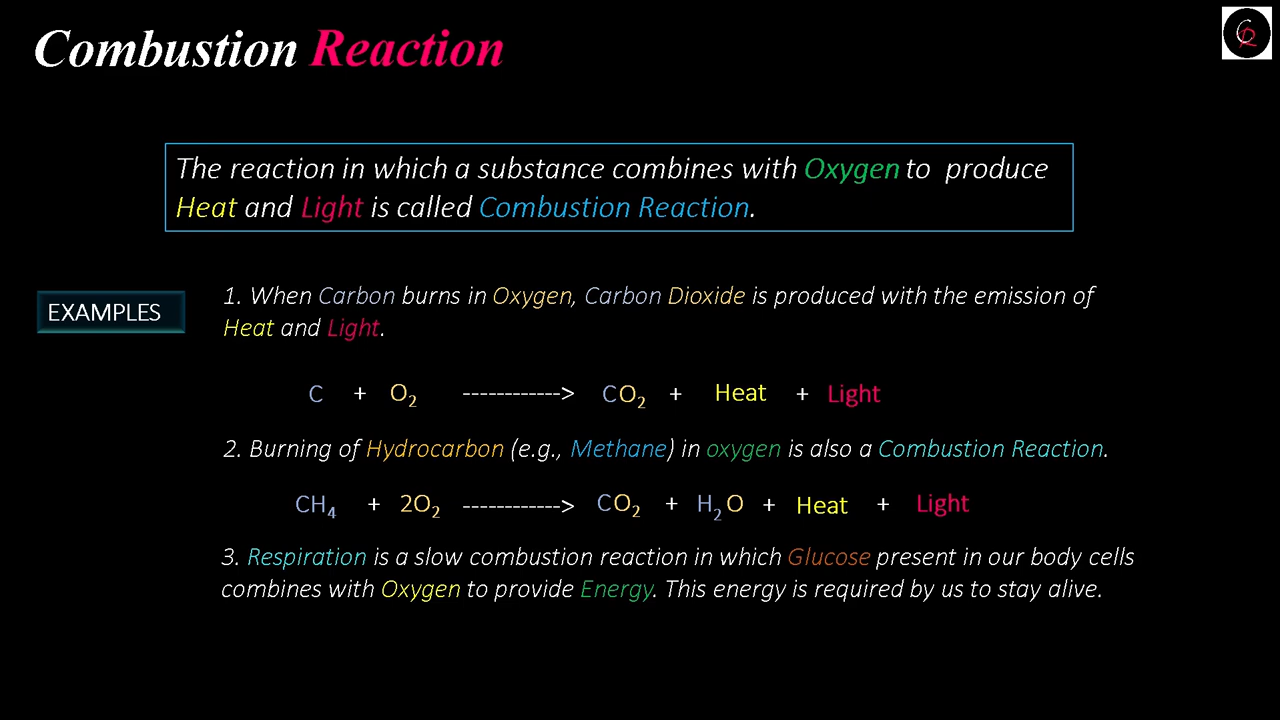 Combustion Reaction
The reaction in which a substance combines with Oxygen to produce
Heat and Light is called Combustion Reaction.
EXAMPLES
1. When Carbon burns in Oxygen, Carbon Dioxide is produced with the emission of
Heat and Light.
C + O₂ ------------> CO₂ + Heat + Light
2. Burning of Hydrocarbon (e.g., Methane) in oxygen is also a Combustion Reaction.
CH₄ + 2O₂ ------------> CO₂ + H₂O + Heat + Light
3. Respiration is a slow combustion reaction in which Glucose present in our body cells
combines with Oxygen to provide Energy. This energy is required by us to stay alive.